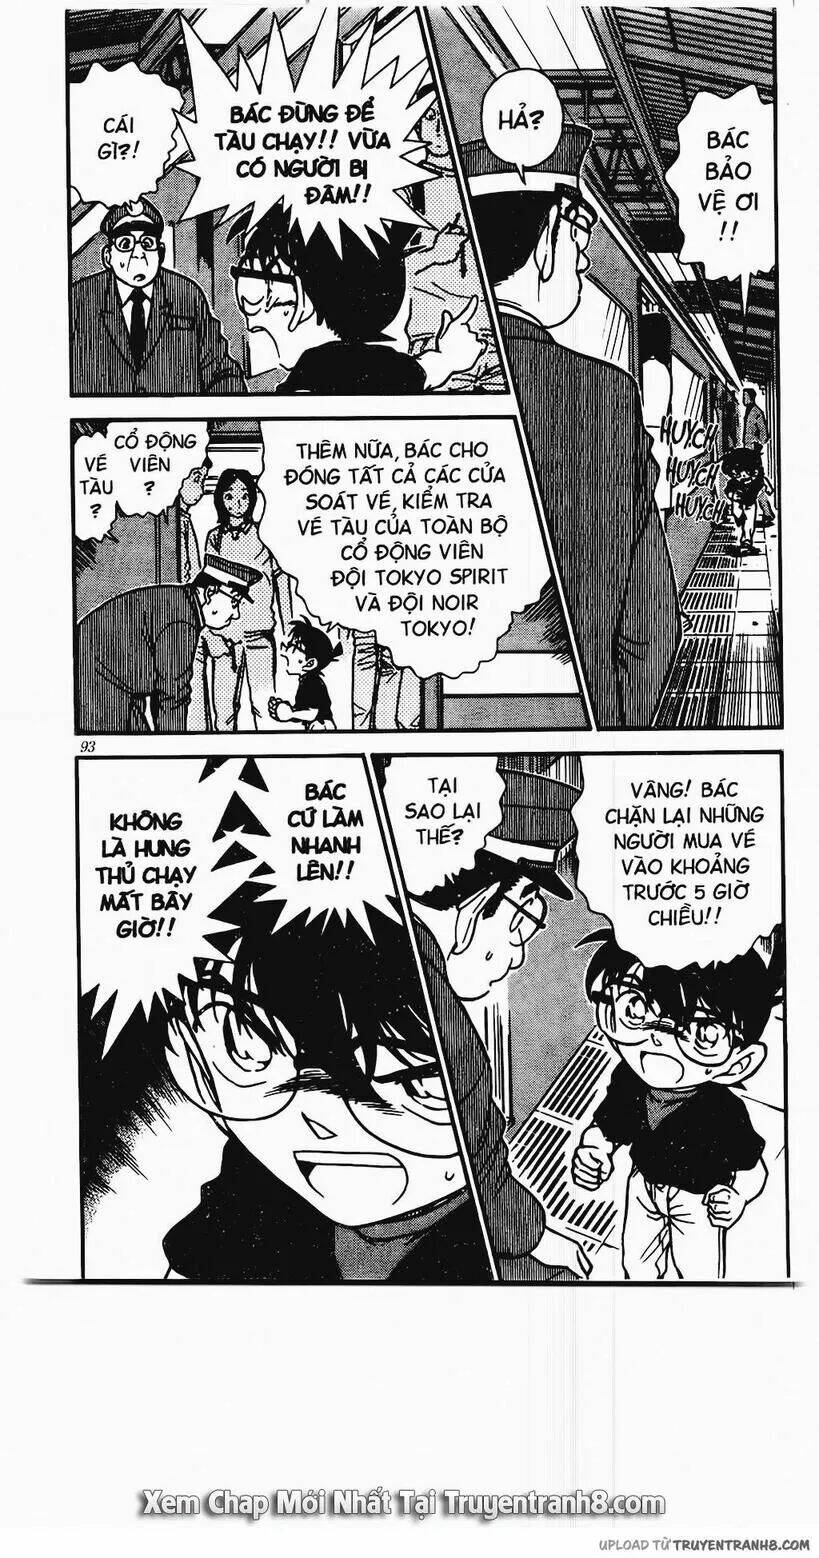 BÁC
BẢO
VỆ ƠI
!!
HẢ?
HUỴCH
HUỴCH
HUỴCH
BÁC ĐỪNG ĐỂ
TÀU CHẠY!! VỪA
CÓ NGƯỜI BỊ
ĐÂM!!
CÁI
GÌ?!
THÊM NỮA, BÁC CHO
ĐÓNG TẤT CẢ CÁC CỬA
SOÁT VÉ, KIỂM TRA
VÉ TÀU CỦA TOÀN BỘ
CỔ ĐỘNG VIÊN
ĐỘI TOKYO SPIRIT
VÀ ĐỘI NOIR
TOKYO!
CỔ ĐỘNG
VIÊN
?
VÉ
TÀU
?
93
VÂNG! BÁC
CHẶN LẠI NHỮNG
NGƯỜI MUA VÉ
VÀO KHOẢNG
TRƯỚC 5 GIỜ
CHIỀU!!
TẠI
SAO LẠI
THẾ?
BÁC
CỨ LÀM
NHANH
LÊN!!
KHÔNG
LÀ HUNG
THỦ CHẠY
MẤT BÂY
GIỜ!!
Xem Chap Mới Nhất Tại Truyentranh8.com
UPLOAD TỪ TRUYENTRANH8.COM